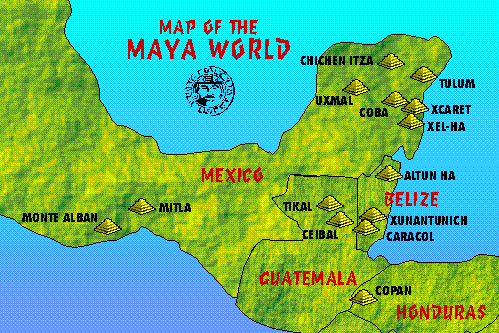 MAP OF THE
MAYA WORLD
CHICHEN ITZA
TULUM
UXMAL
COBA
XCARET
XEL-HA
MEXICO
ALTUN HA
BELIZE
TIKAL
XUNANTUNICH
CEIBAL
CARACOL
MONTE ALBAN
MITLA
GUATEMALA
COPAN
HONDURAS